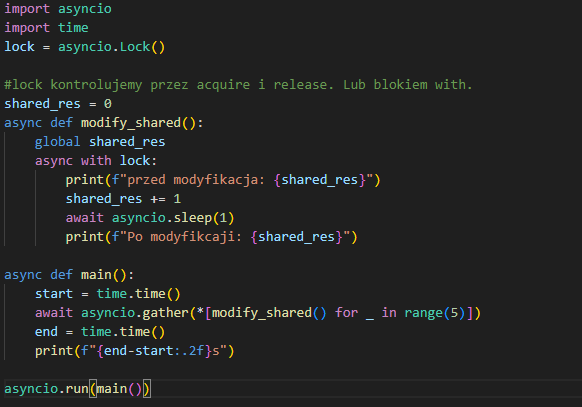 import asyncio
import time
lock = asyncio.Lock()
#lock kontrolujemy przez acquire i release. Lub blokiem with.
shared_res = 0
async def modify_shared():
    global shared_res
    async with lock:
        print(f"przed modyfikacja: {shared_res}")
        shared_res += 1
        await asyncio.sleep(1)
        print(f"Po modyfikcaji: {shared_res}")
async def main():
    start = time.time()
    await asyncio.gather(*[modify_shared() for _ in range(5)])
    end = time.time()
    print(f"{end-start:.2f}s")
asyncio.run(main())